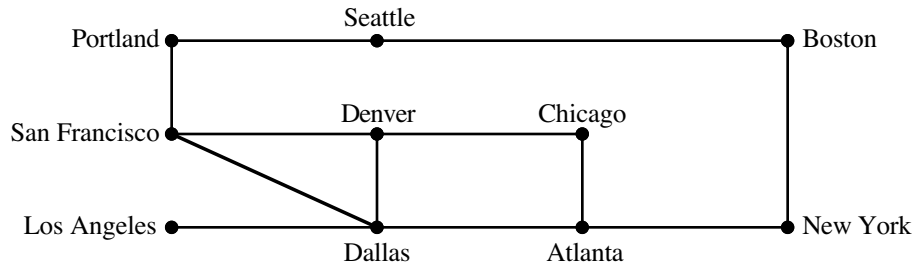 Seattle
Portland
Boston
Denver
Chicago
San Francisco
Los Angeles
New York
Dallas
Atlanta